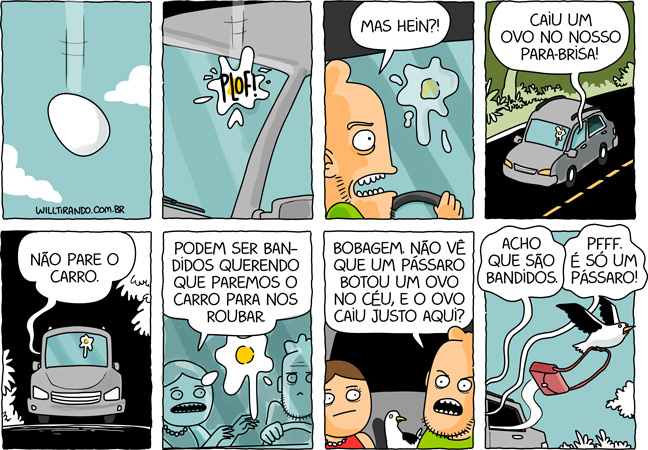 WILLTIRANDO.COM.BR
PLOF!
MAS HEIN?!
CAIU UM
OVO NO NOSSO
PARA-BRISA!
NÃO PARE O
CARRO.
PODEM SER BAN-
DIDOS QUERENDO
QUE PAREMOS O
CARRO PARA NOS
ROUBAR.
BOBAGEM. NÃO VÊ
QUE UM PÁSSARO
BOTOU UM OVO
NO CÉU, E O OVO
CAIU JUSTO AQUI?
ACHO
QUE SÃO
BANDIDOS.
PFFF.
É SÓ UM
PÁSSARO!